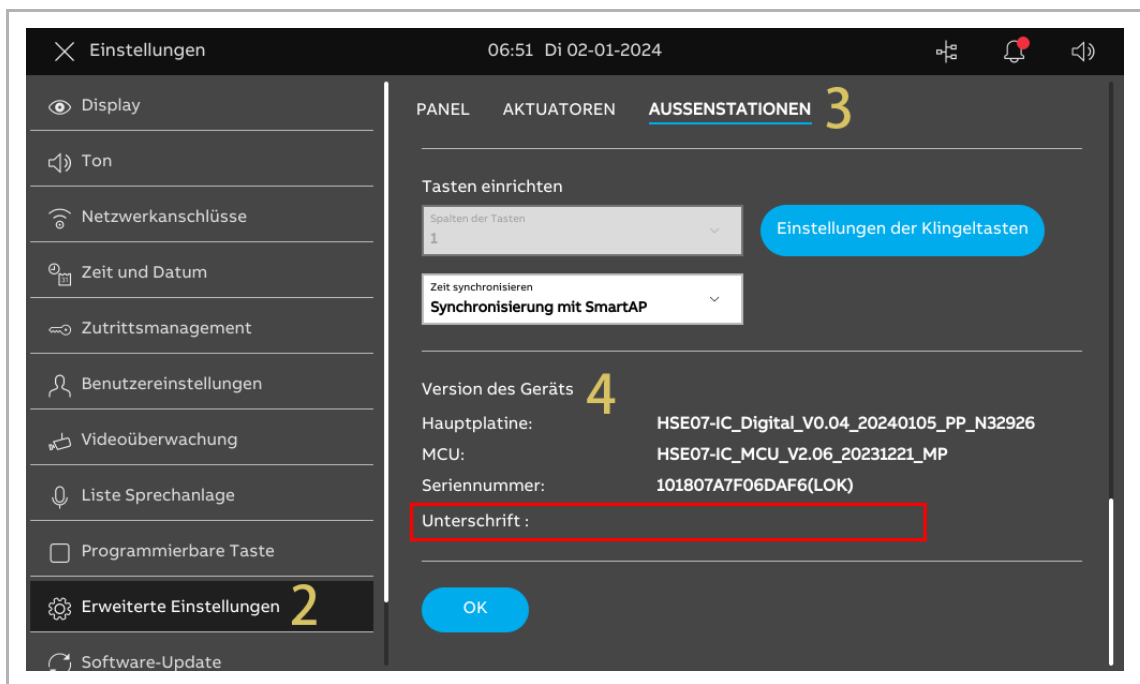 Einstellungen
06:51 Di 02-01-2024
Display
Ton
Netzwerkanschlüsse
Zeit und Datum
31
Zutrittsmanagement
Benutzereinstellungen
Videoüberwachung
Liste Sprechanlage
Programmierbare Taste
Erweiterte Einstellungen 2
Software-Update
PANEL AKTUATOREN AUSSENSTATIONEN 3
Tasten einrichten
Spalten der Tasten
1
Einstellungen der Klingeltasten
Zeit synchronisieren
Synchronisierung mit SmartAP
Version des Geräts 4
Hauptplatine: HSE07-IC_Digital_V0.04_20240105_PP_N32926
MCU: HSE07-IC_MCU_V2.06_20231221_MP
Seriennummer: 101807A7F06DAF6(LOK)
Unterschrift :
OK